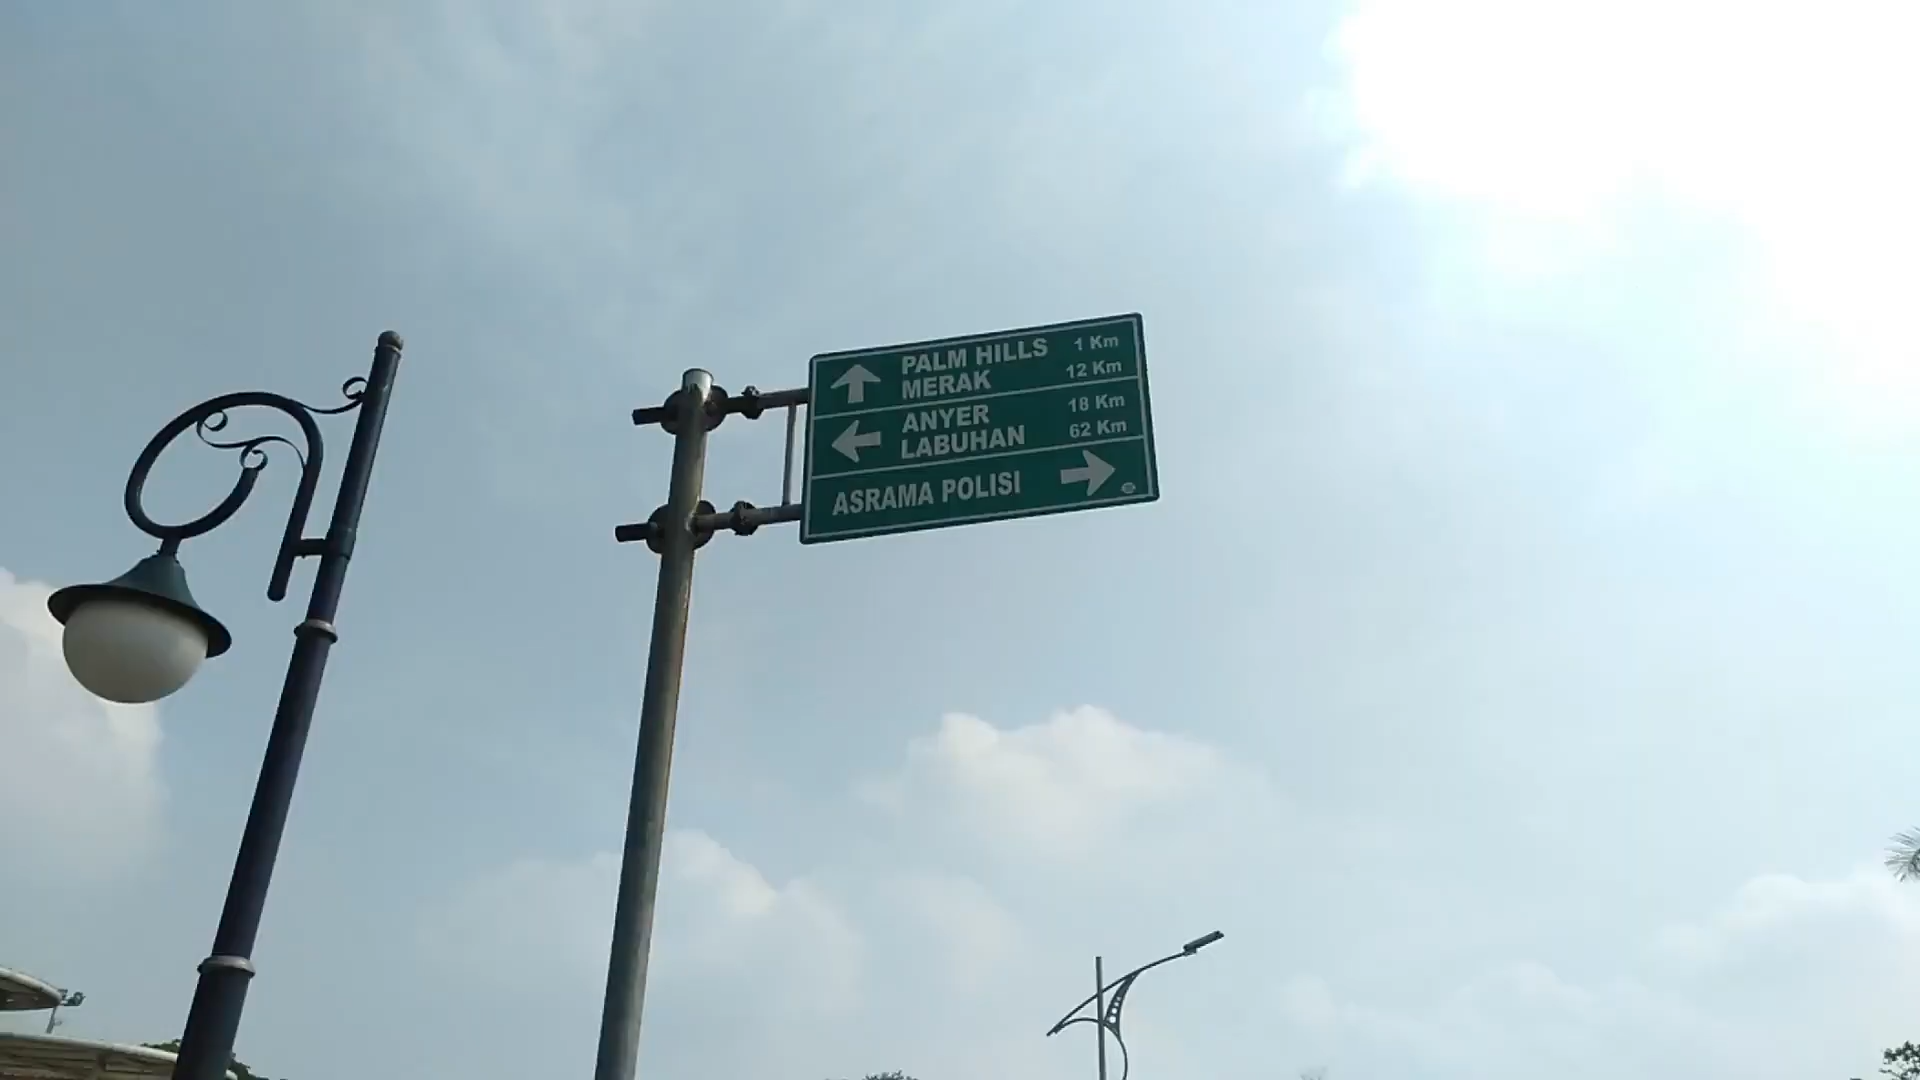 PALM HILLS 1 Km
MERAK 12 Km
ANYER 18 Km
LABUHAN 62 Km
ASRAMA POLISI